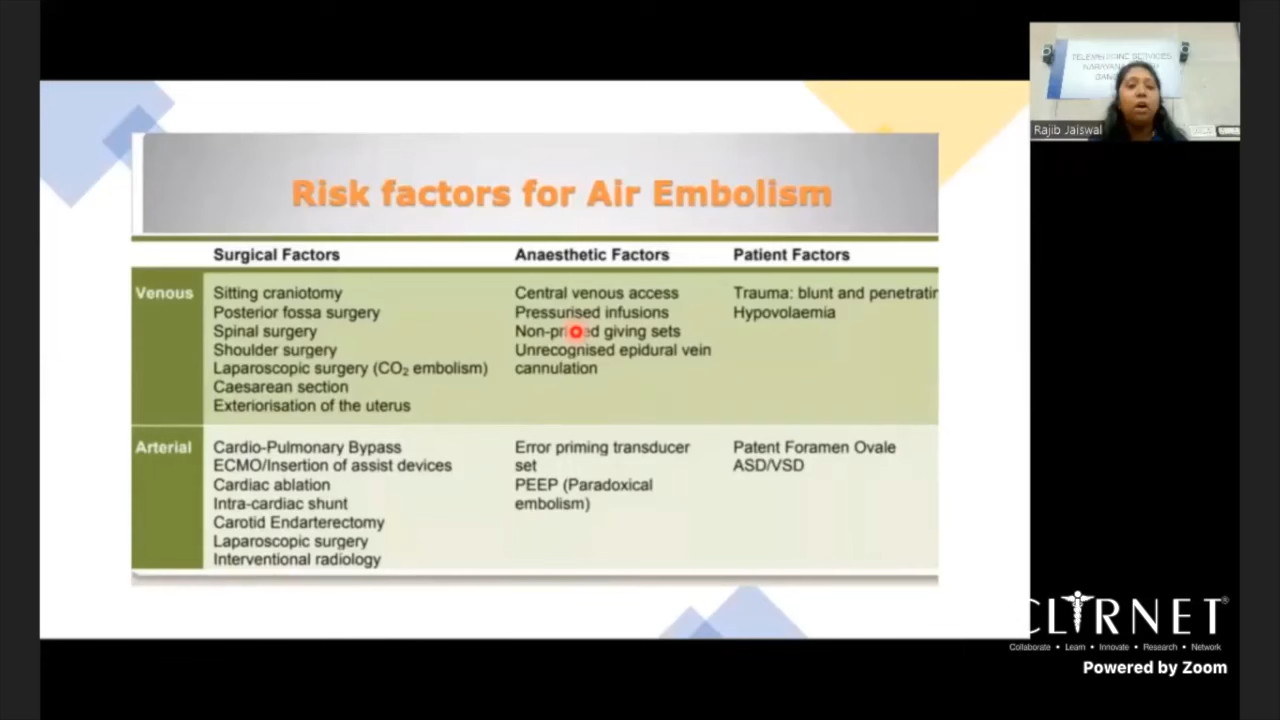 Risk factors for Air Embolism
Surgical Factors
Anaesthetic Factors
Patient Factors
Venous
Sitting craniotomy
Posterior fossa surgery
Spinal surgery
Shoulder surgery
Laparoscopic surgery (CO₂ embolism)
Caesarean section
Exteriorisation of the uterus
Central venous access
Pressurised infusions
giving sets
Unrecognised epidural vein
cannulation
Trauma: blunt and penetratin
Hypovolaemia
Arterial
Cardio-Pulmonary Bypass
ECMO/Insertion of assist devices
Cardiac ablation
Intra-cardiac shunt
Carotid Endarterectomy
Laparoscopic surgery
Interventional radiology
Error priming transducer
set
PEEP (Paradoxical
embolism)
Patent Foramen Ovale
ASD/VSD
SERVICES
Rajib Jaiswal
CLIRNET
Collaborate • Learn • Innovate • Research • Network
Powered by Zoom